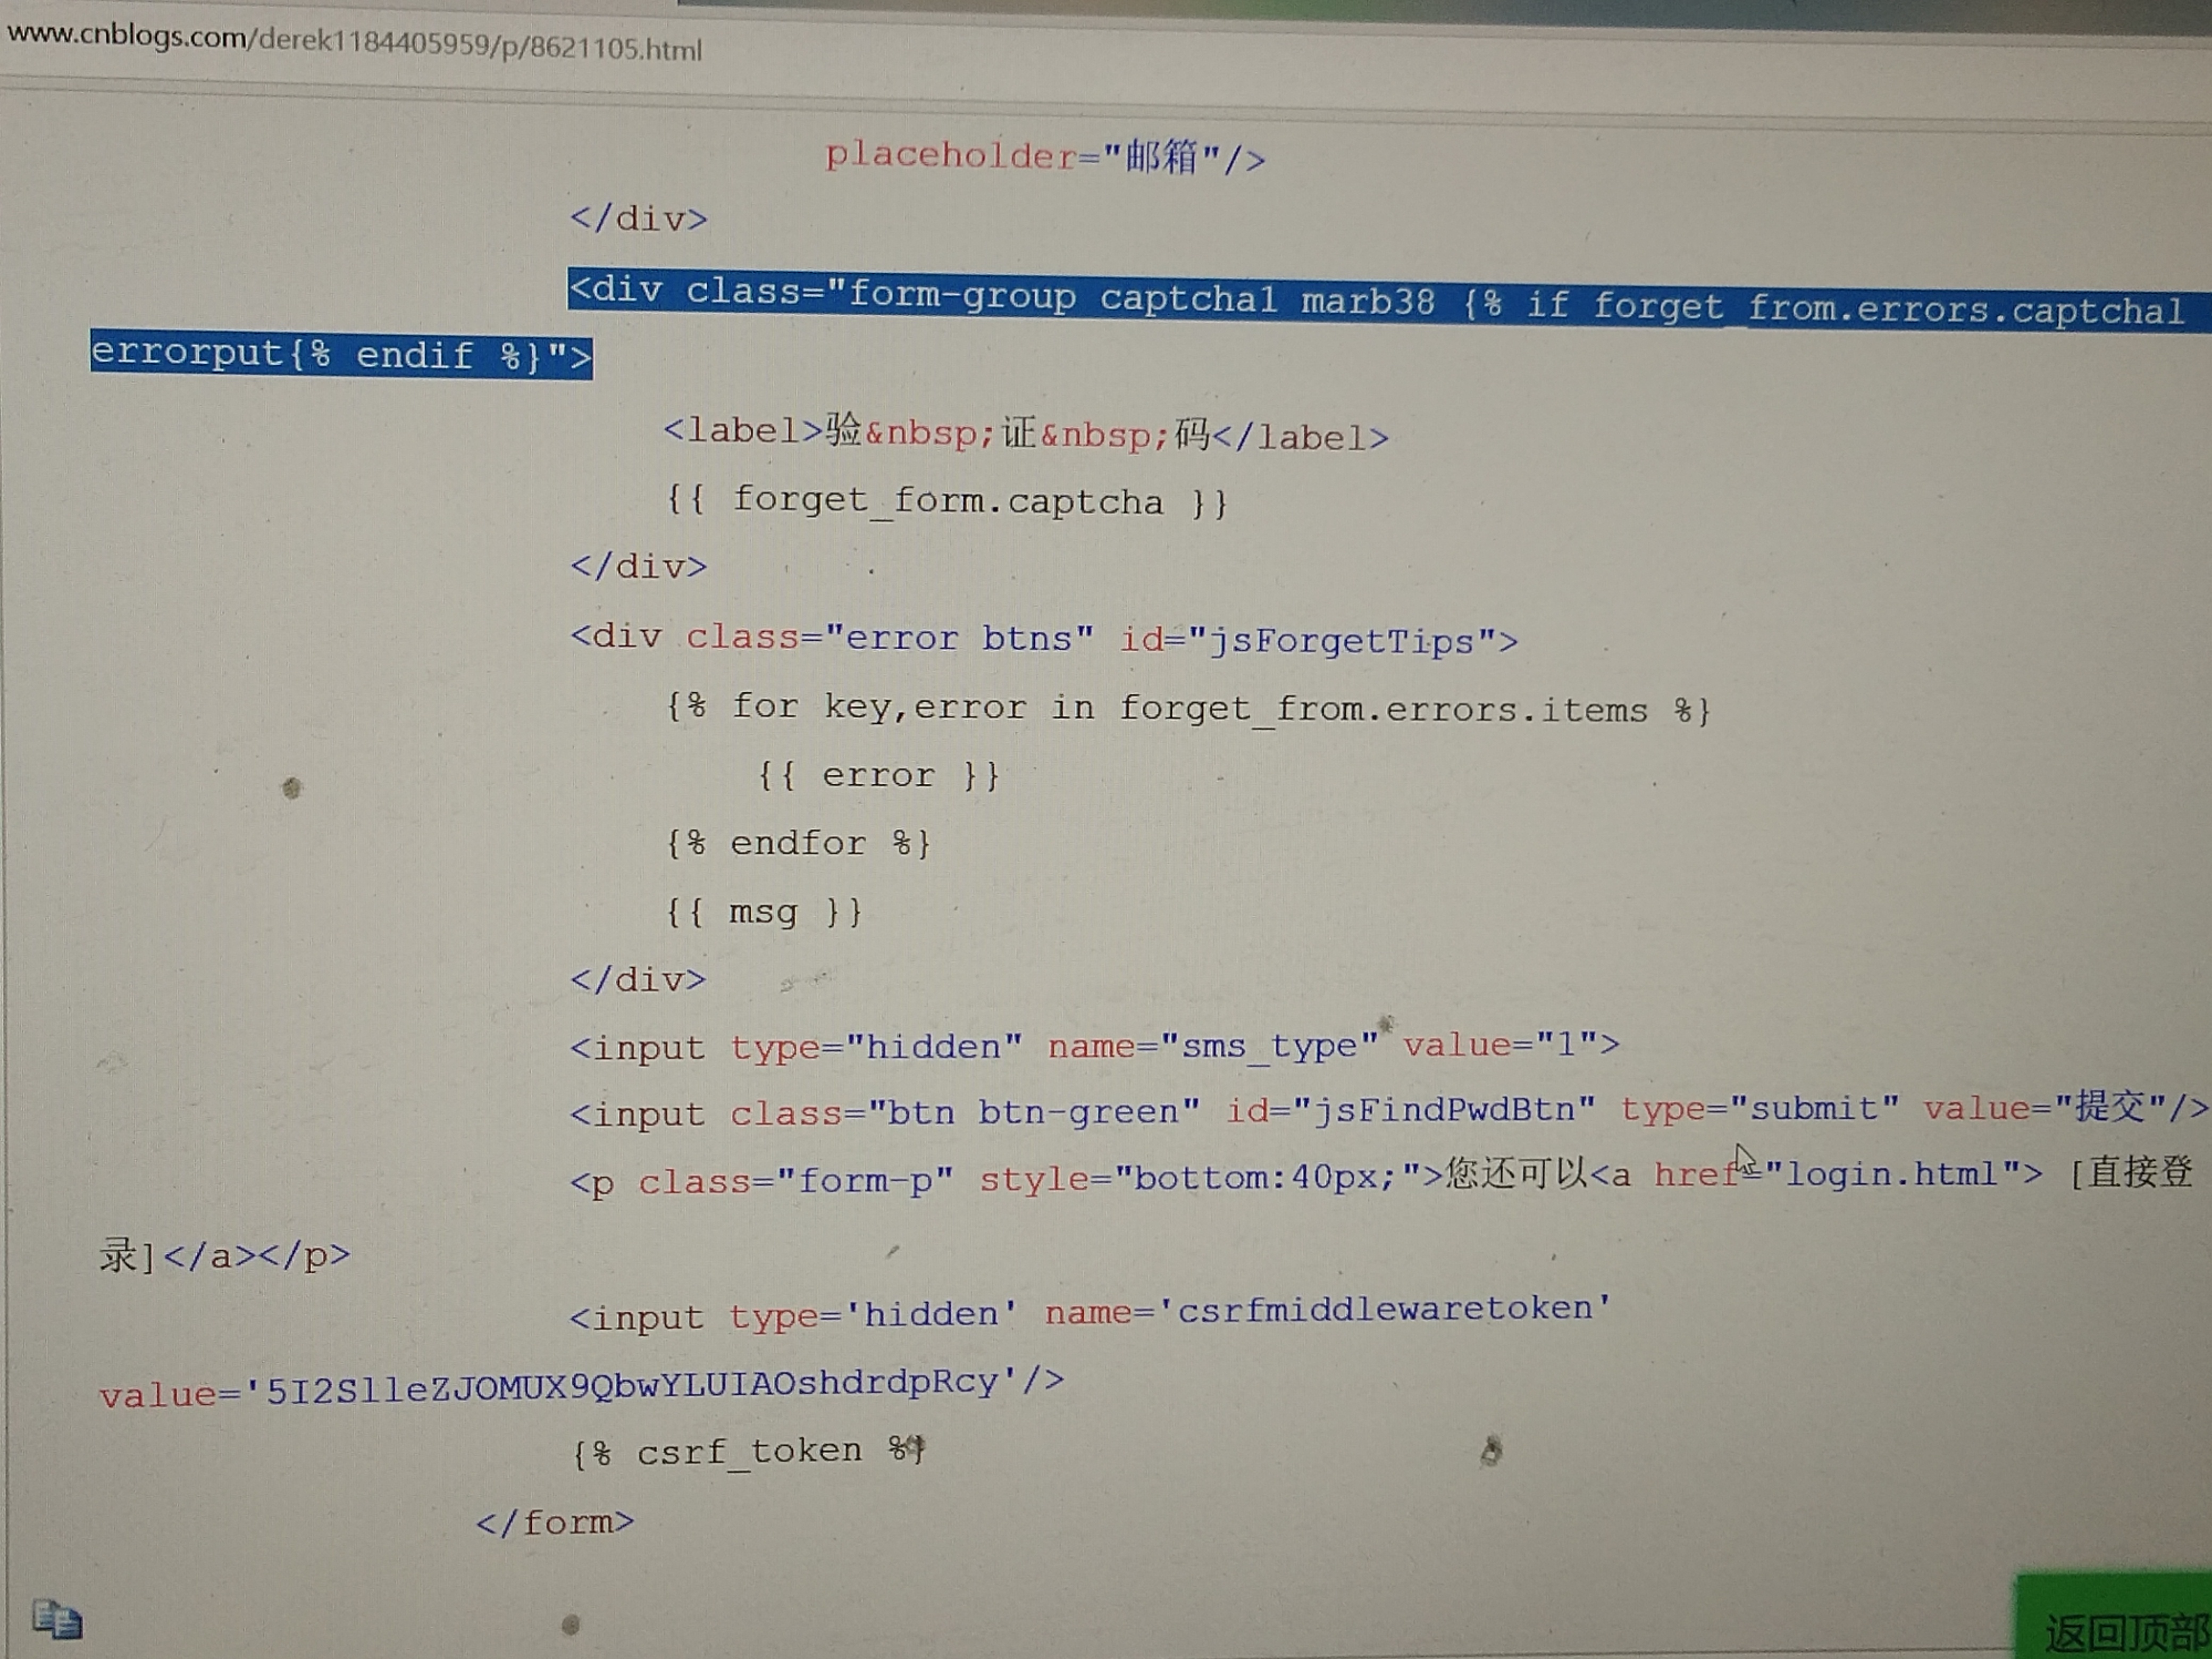 www.cnblogs.com/derek1184405959/p/8621105.html
placeholder="邮箱"/>
</div>
<div class="form-group captcha1 marb38 {% if forget_from.errors.captchal
errorput{% endif %}">
<label>验&nbsp;证&nbsp;码</label>
{{ forget_form.captcha }}
</div>
<div class="error btns" id="jsForgetTips">
{% for key,error in forget_from.errors.items %}
{{ error }}
{% endfor %}
{{ msg }}
</div>
<input type="hidden" name="sms_type" value="1">
<input class="btn btn-green" id="jsFindPwdBtn" type="submit" value="提交"/>
<p class="form-p" style="bottom:40px;">您还可以<a href="login.html"> [直接登
录]</a></p>
<input type='hidden' name='csrfmiddlewaretoken'
value='5I2SlleZJOMUX9QbwYLUIAOshdrdpRcy'/>
{% csrf_token %}
</form>
返回顶部